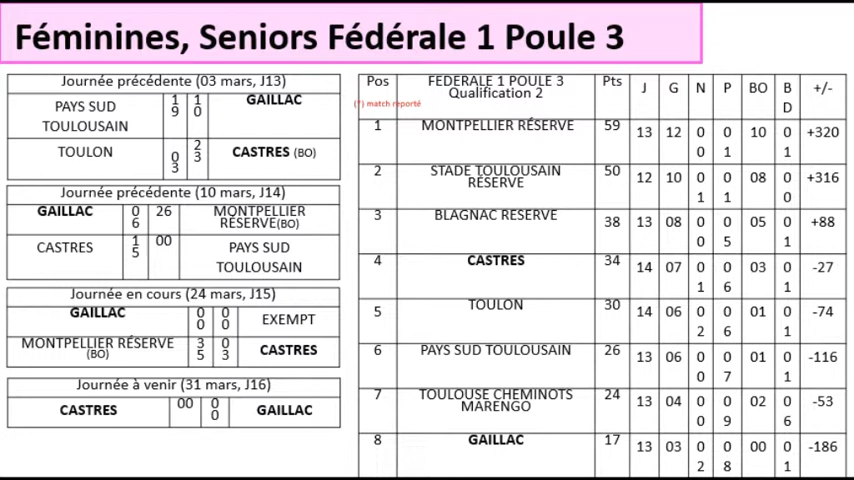 Féminines, Seniors Fédérale 1 Poule 3
Journée précédente (03 mars, J13)
PAYS SUD TOULOUSAIN 19 10 GAILLAC
TOULON 03 23 CASTRES (BO)
Journée précédente (10 mars, J14)
GAILLAC 06 26 MONTPELLIER RÉSERVE(BO)
CASTRES 15 00 PAYS SUD TOULOUSAIN
Journée en cours (24 mars, J15)
GAILLAC 00 00 EXEMPT
MONTPELLIER RÉSERVE (BO) 35 03 CASTRES
Journée à venir (31 mars, J16)
CASTRES 00 00 GAILLAC
Pos FEDERALE 1 POULE 3 Qualification 2 Pts J G N P BO BD +/-
(*) match reporté
1 MONTPELLIER RÉSERVE 59 13 12 00 01 10 01 +320
2 STADE TOULOUSAIN RÉSERVE 50 12 10 01 01 08 00 +316
3 BLAGNAC RESERVE 38 13 08 00 05 05 01 +88
4 CASTRES 34 14 07 01 06 03 01 -27
5 TOULON 30 14 06 02 06 01 01 -74
6 PAYS SUD TOULOUSAIN 26 13 06 00 07 01 01 -116
7 TOULOUSE CHEMINOTS MARENGO 24 13 04 00 09 02 06 -53
8 GAILLAC 17 13 03 02 08 00 01 -186